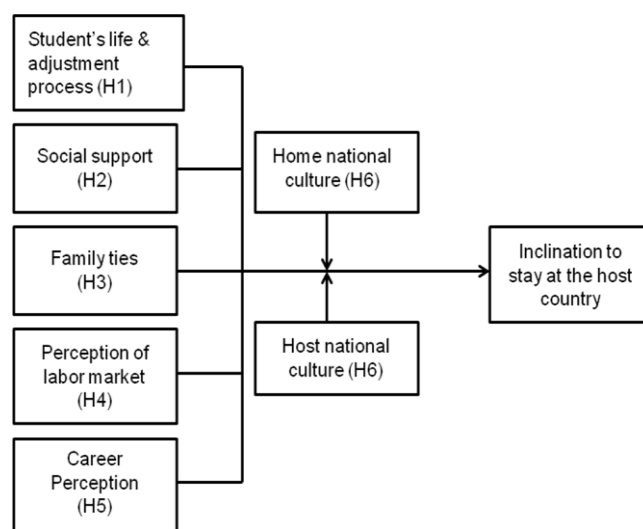 Student's life &
adjustment
process (H1)
Social support
(H2)
Family ties
(H3)
Perception of
labor market
(H4)
Career
Perception
(H5)
Home national
culture (H6)
Host national
culture (H6)
Inclination to
stay at the host
country